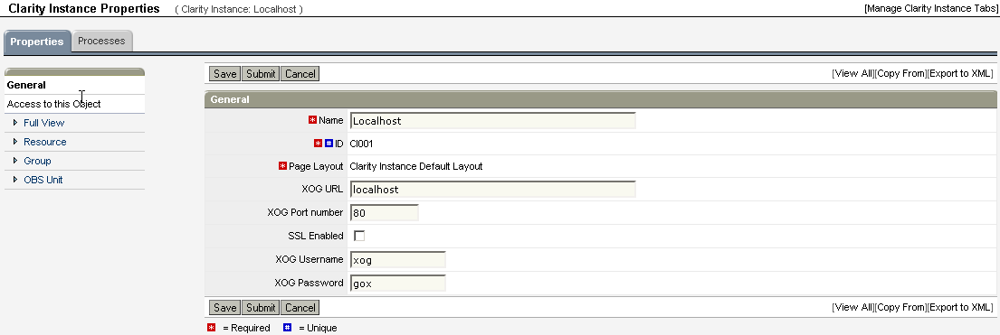 Clarity Instance Properties ( Clarity Instance: Localhost ) [Manage Clarity Instance Tabs]
Properties Processes
General
Access to this Object
Full View
Resource
Group
OBS Unit
Save Submit Cancel [View All][Copy From][Export to XML]
General
Name Localhost
ID CI001
Page Layout Clarity Instance Default Layout
XOG URL localhost
XOG Port number 80
SSL Enabled
XOG Username xog
XOG Password gox
Save Submit Cancel [View All][Copy From][Export to XML]
= Required = Unique